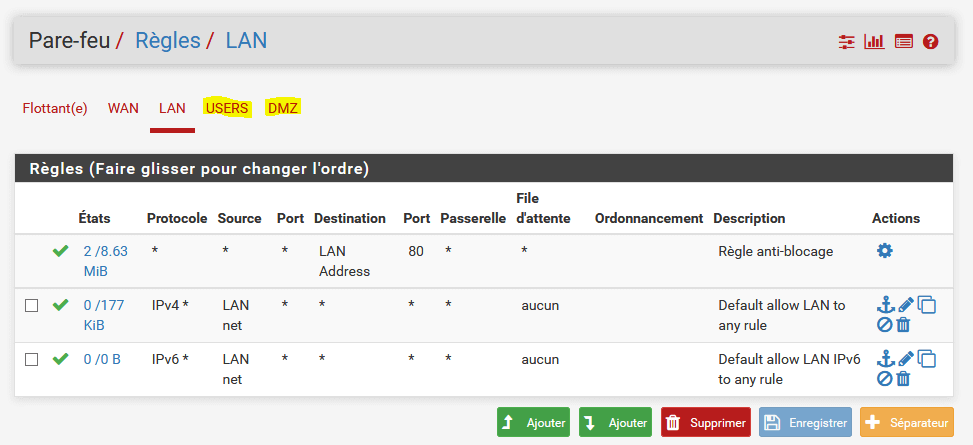 Pare-feu / Règles / LAN
Flottant(e) WAN LAN USERS DMZ
Règles (Faire glisser pour changer l'ordre)
États Protocole Source Port Destination Port Passerelle File d'attente Ordonnancement Description Actions
2 /8.63 MiB * * * LAN Address 80 * * Règle anti-blocage
0 /177 KiB IPv4 * LAN net * * * * aucun Default allow LAN to any rule
0 /0 B IPv6 * LAN net * * * * aucun Default allow LAN IPv6 to any rule
Ajouter Ajouter Supprimer Enregistrer Séparateur